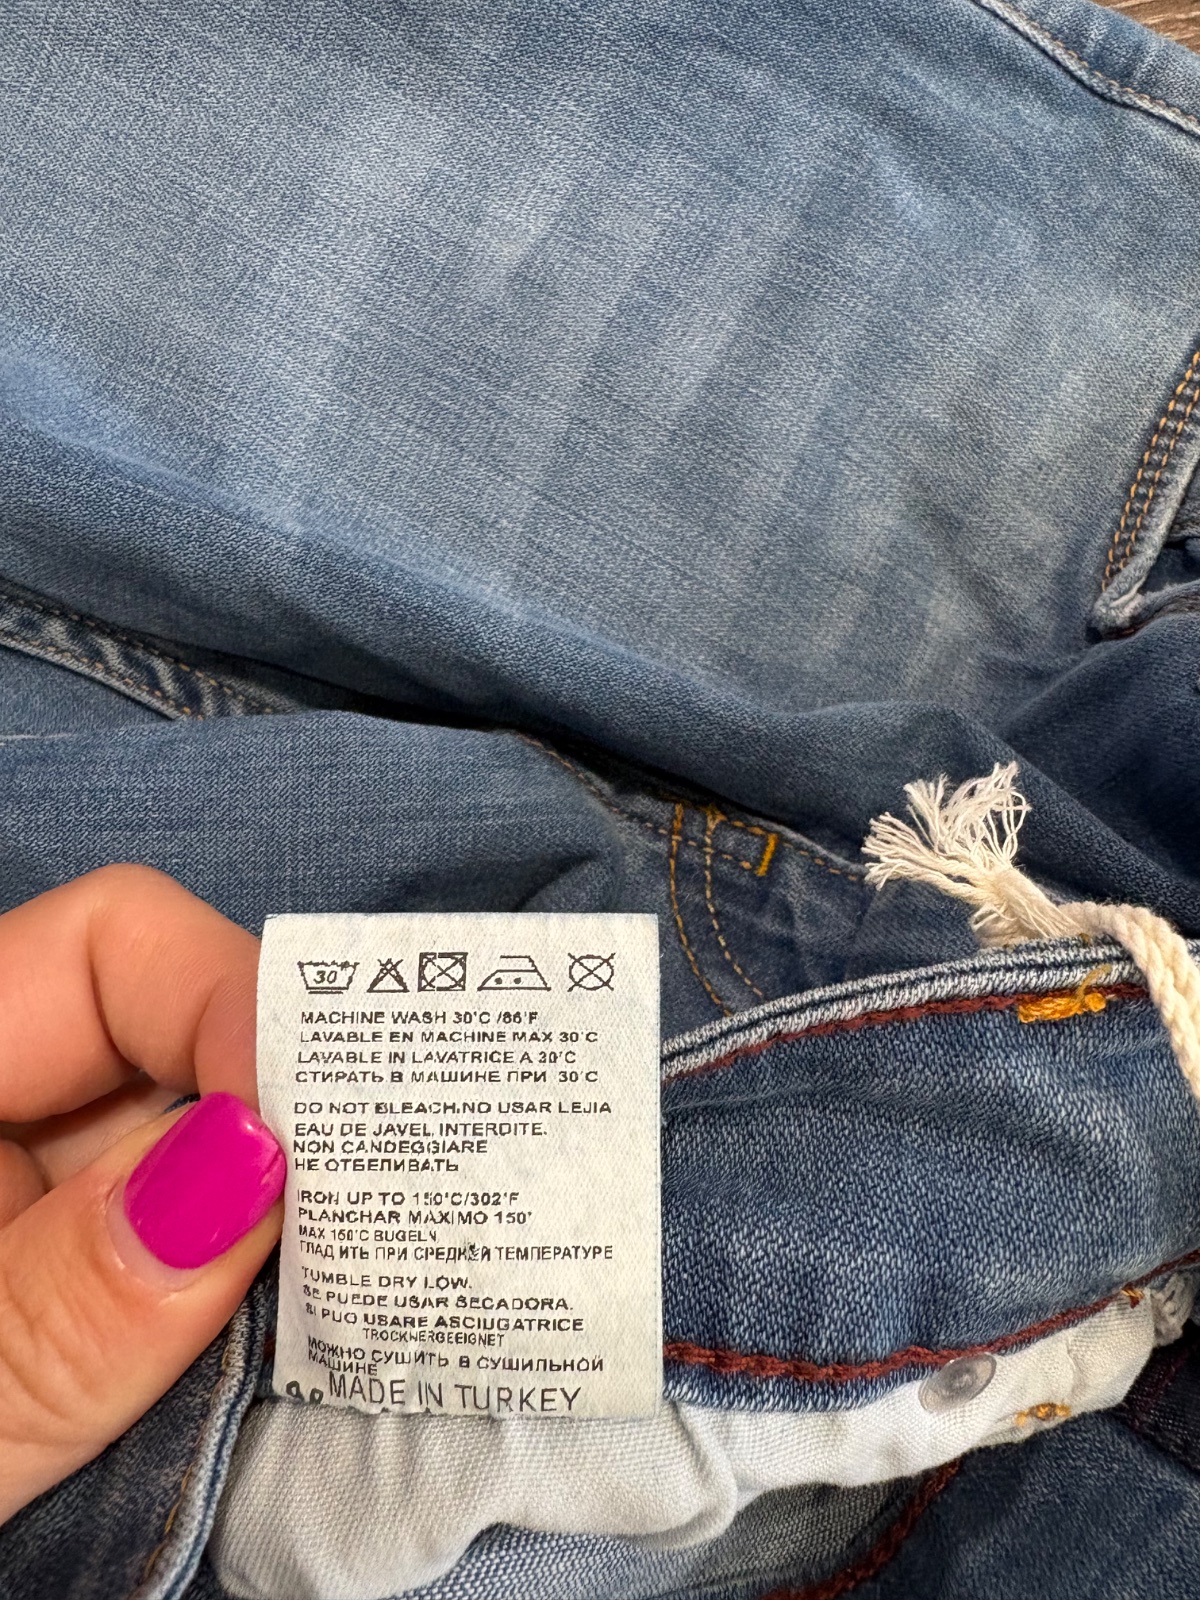 30
MACHINE WASH 30°C /86°F
LAVABLE EN MACHINE MAX 30°C
LAVABLE IN LAVATRICE A 30°C
СТИРАТЬ В МАШИНЕ ПРИ 30°C
DO NOT BLEACH.NO USAR LEJIA
EAU DE JAVEL INTERDITE.
NON CANDEGGIARE
НЕ ОТБЕЛИВАТЬ
IRON UP TO 150°C/302°F
PLANCHAR MAXIMO 150°
MAX 150°C BUGELN
ГЛАДИТЬ ПРИ СРЕДНЕЙ ТЕМПЕРАТУРЕ
TUMBLE DRY LOW.
SE PUEDE USAR SECADORA.
SI PUO USARE ASCIUGATRICE
TROCKNERGEEIGNET
МОЖНО СУШИТЬ В СУШИЛЬНОЙ
МАШИНЕ
MADE IN TURKEY